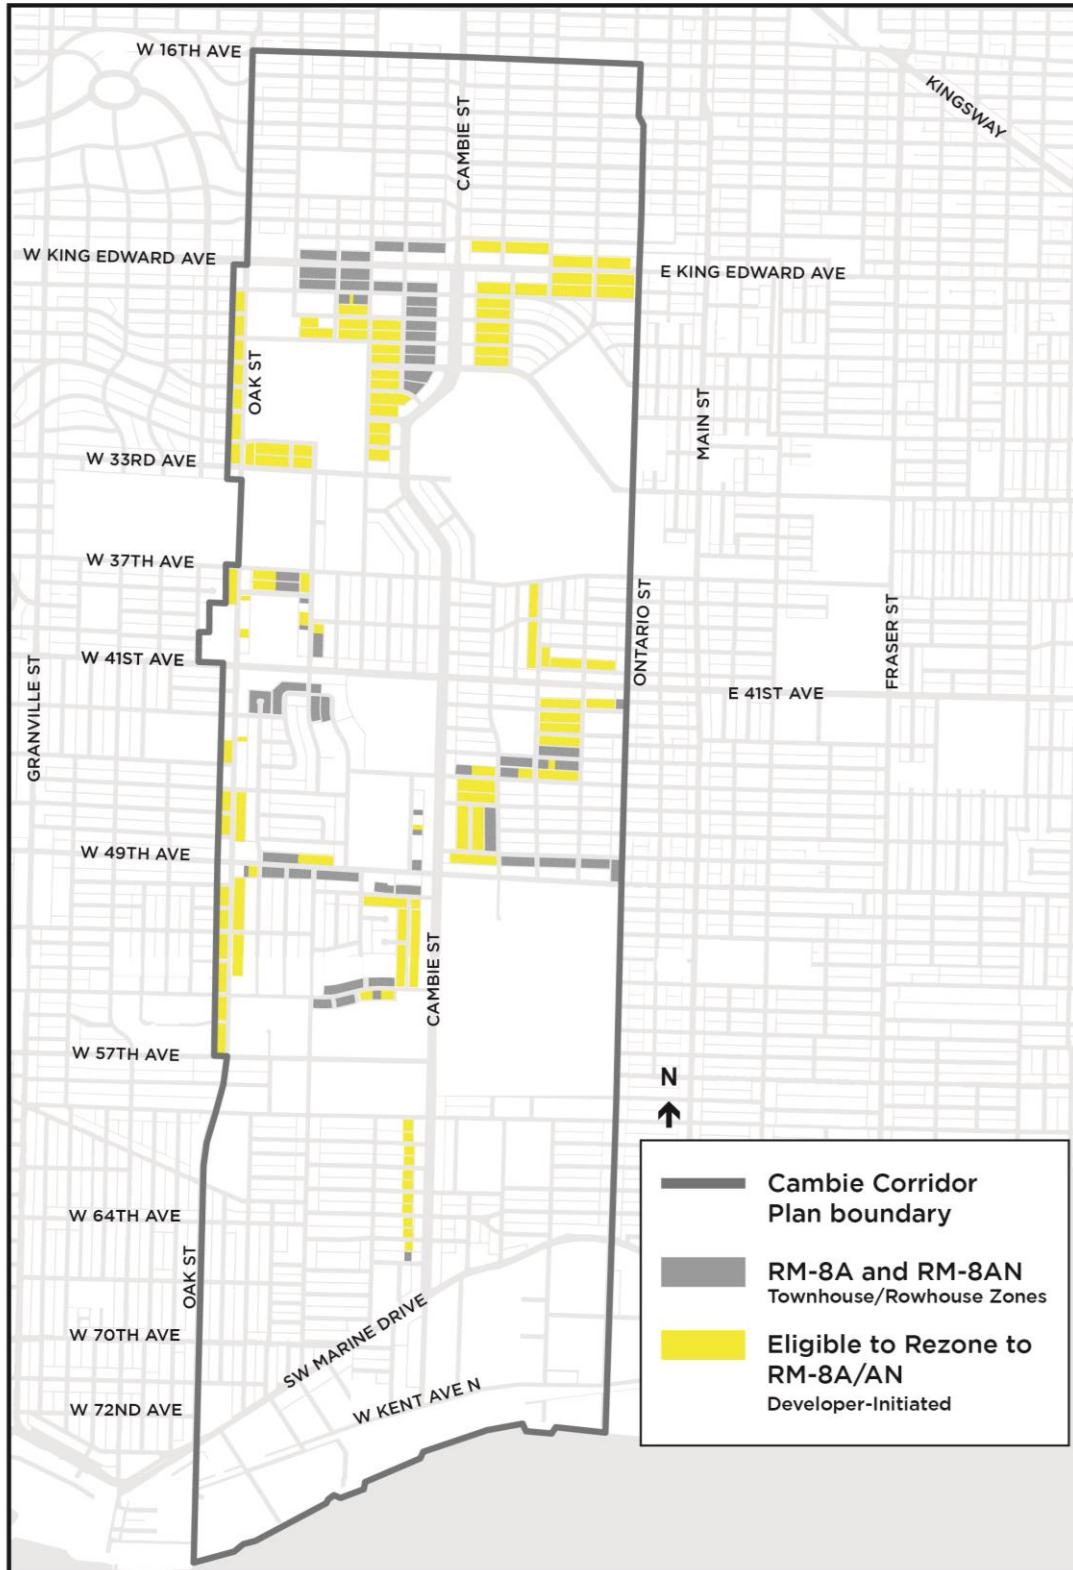 W 16TH AVE
KINGSWAY
CAMBIE ST
W KING EDWARD AVE
E KING EDWARD AVE
OAK ST
MAIN ST
W 33RD AVE
W 37TH AVE
ONTARIO ST
FRASER ST
W 41ST AVE
GRANVILLE ST
E 41ST AVE
W 49TH AVE
CAMBIE ST
W 57TH AVE
N
Cambie Corridor
Plan boundary
W 64TH AVE
OAK ST
RM-8A and RM-8AN
Townhouse/Rowhouse Zones
W 70TH AVE
SW MARINE DRIVE
Eligible to Rezone to
RM-8A/AN
Developer-Initiated
W 72ND AVE
W KENT AVE N